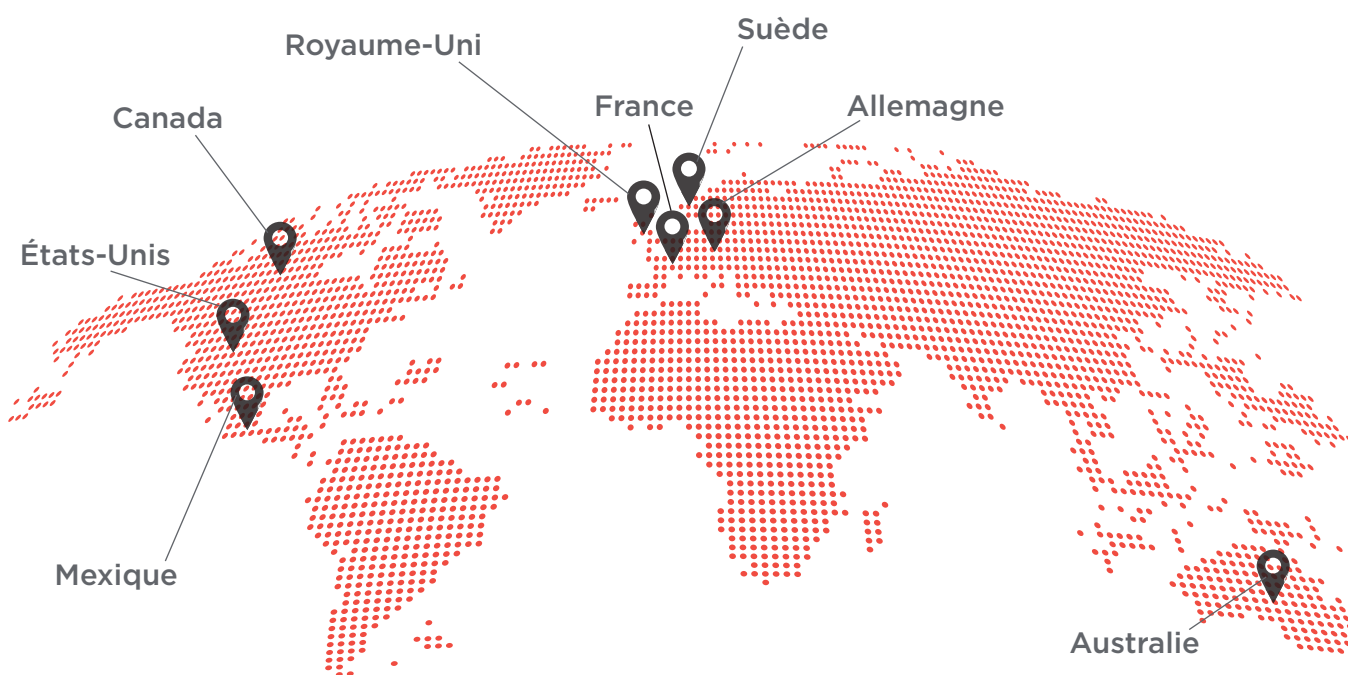 Suède
Royaume-Uni
France
Allemagne
Canada
États-Unis
Mexique
Australie